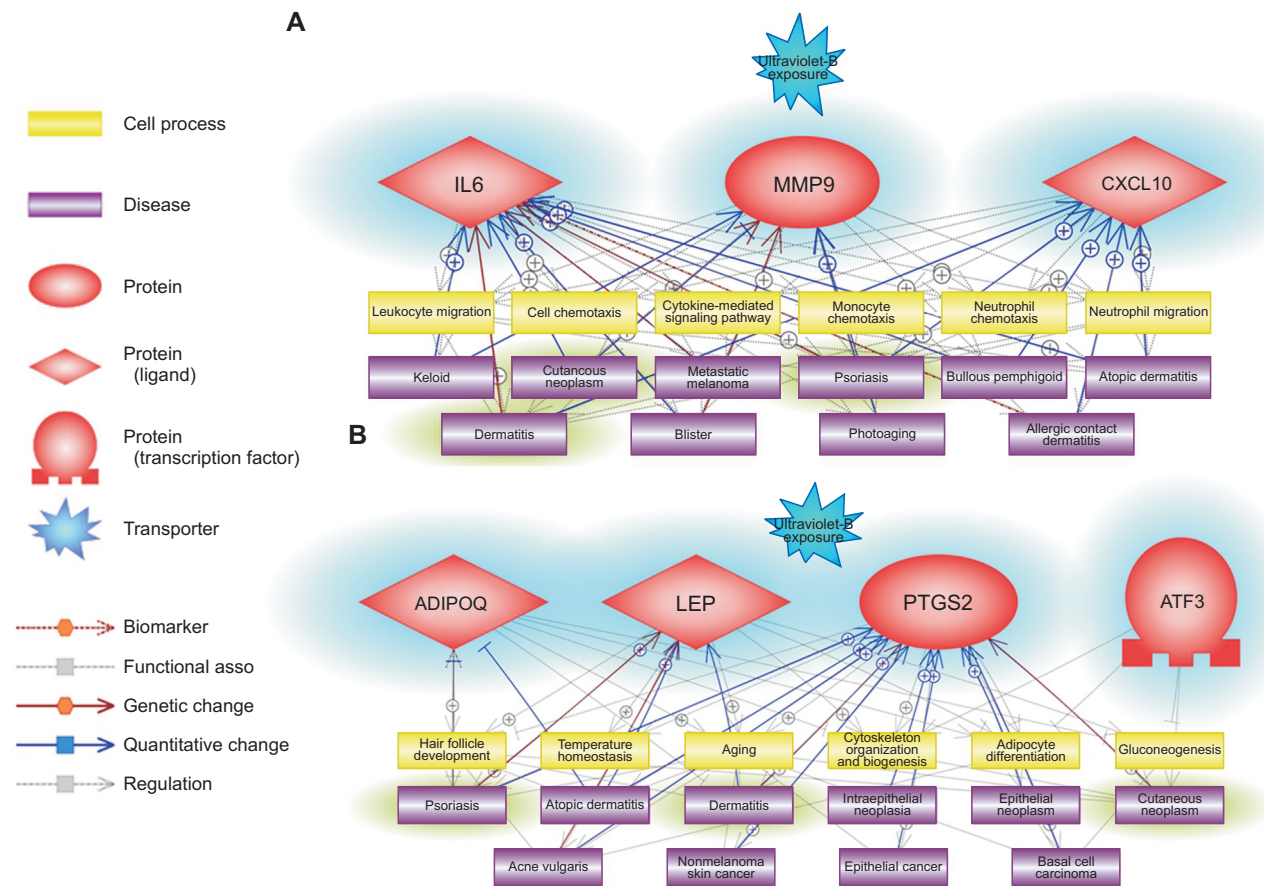 A
Ultraviolet-B
exposure
Cell process
Disease
Protein
Protein
(ligand)
Protein
(transcription factor)
Transporter
Biomarker
Functional asso
Genetic change
Quantitative change
Regulation
IL6
MMP9
CXCL10
Leukocyte migration
Cell chemotaxis
Cytokine-mediated
signaling pathway
Monocyte
chemotaxis
Neutrophil
chemotaxis
Neutrophil migration
Keloid
Cutancous
neoplasm
Metastatic
melanoma
Psoriasis
Bullous pemphigoid
Atopic dermatitis
Dermatitis
Blister
Photoaging
Allergic contact
dermatitis
B
Ultraviolet-B
exposure
ADIPOQ
LEP
PTGS2
ATF3
Hair follicle
development
Temperature
homeostasis
Aging
Cytoskeleton
organization
and biogenesis
Adipocyte
differentiation
Gluconeogenesis
Psoriasis
Atopic dermatitis
Dermatitis
Intraepithelial
neoplasia
Epithelial
neoplasm
Cutaneous
neoplasm
Acne vulgaris
Nonmelanoma
skin cancer
Epithelial cancer
Basal cell
carcinoma